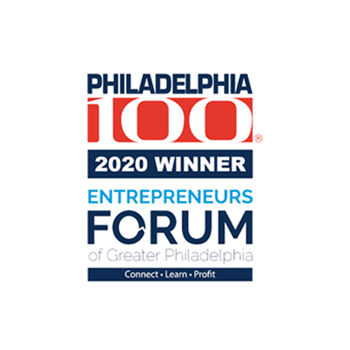 PHILADELPHIA
100®
2020 WINNER
ENTREPRENEURS
FORUM
of Greater Philadelphia
Connect • Learn • Profit